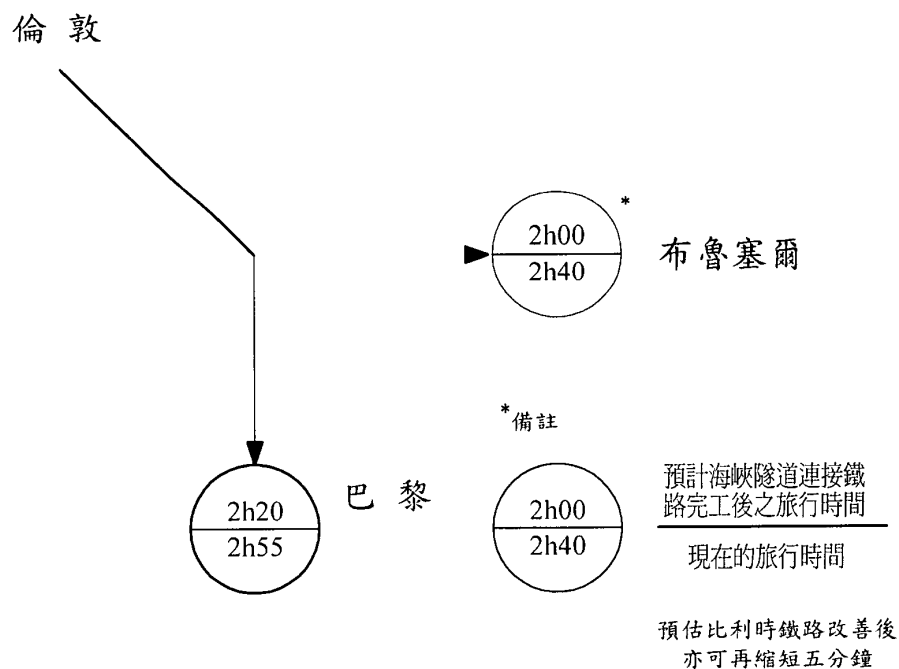 倫敦
*
2h00
2h40
布魯塞爾
*備註
2h20
2h55
巴黎
2h00
2h40
預計海峽隧道連接鐵
路完工後之旅行時間
現在的旅行時間
預估比利時鐵路改善後
亦可再縮短五分鐘